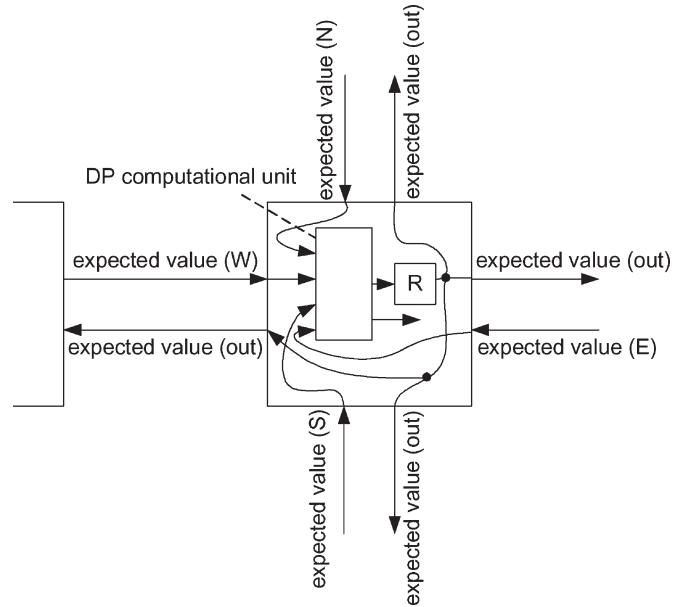 expected value (N)
expected value (out)
DP computational unit
expected value (W)
R
expected value (out)
expected value (out)
expected value (E)
expected value (S)
expected value (out)